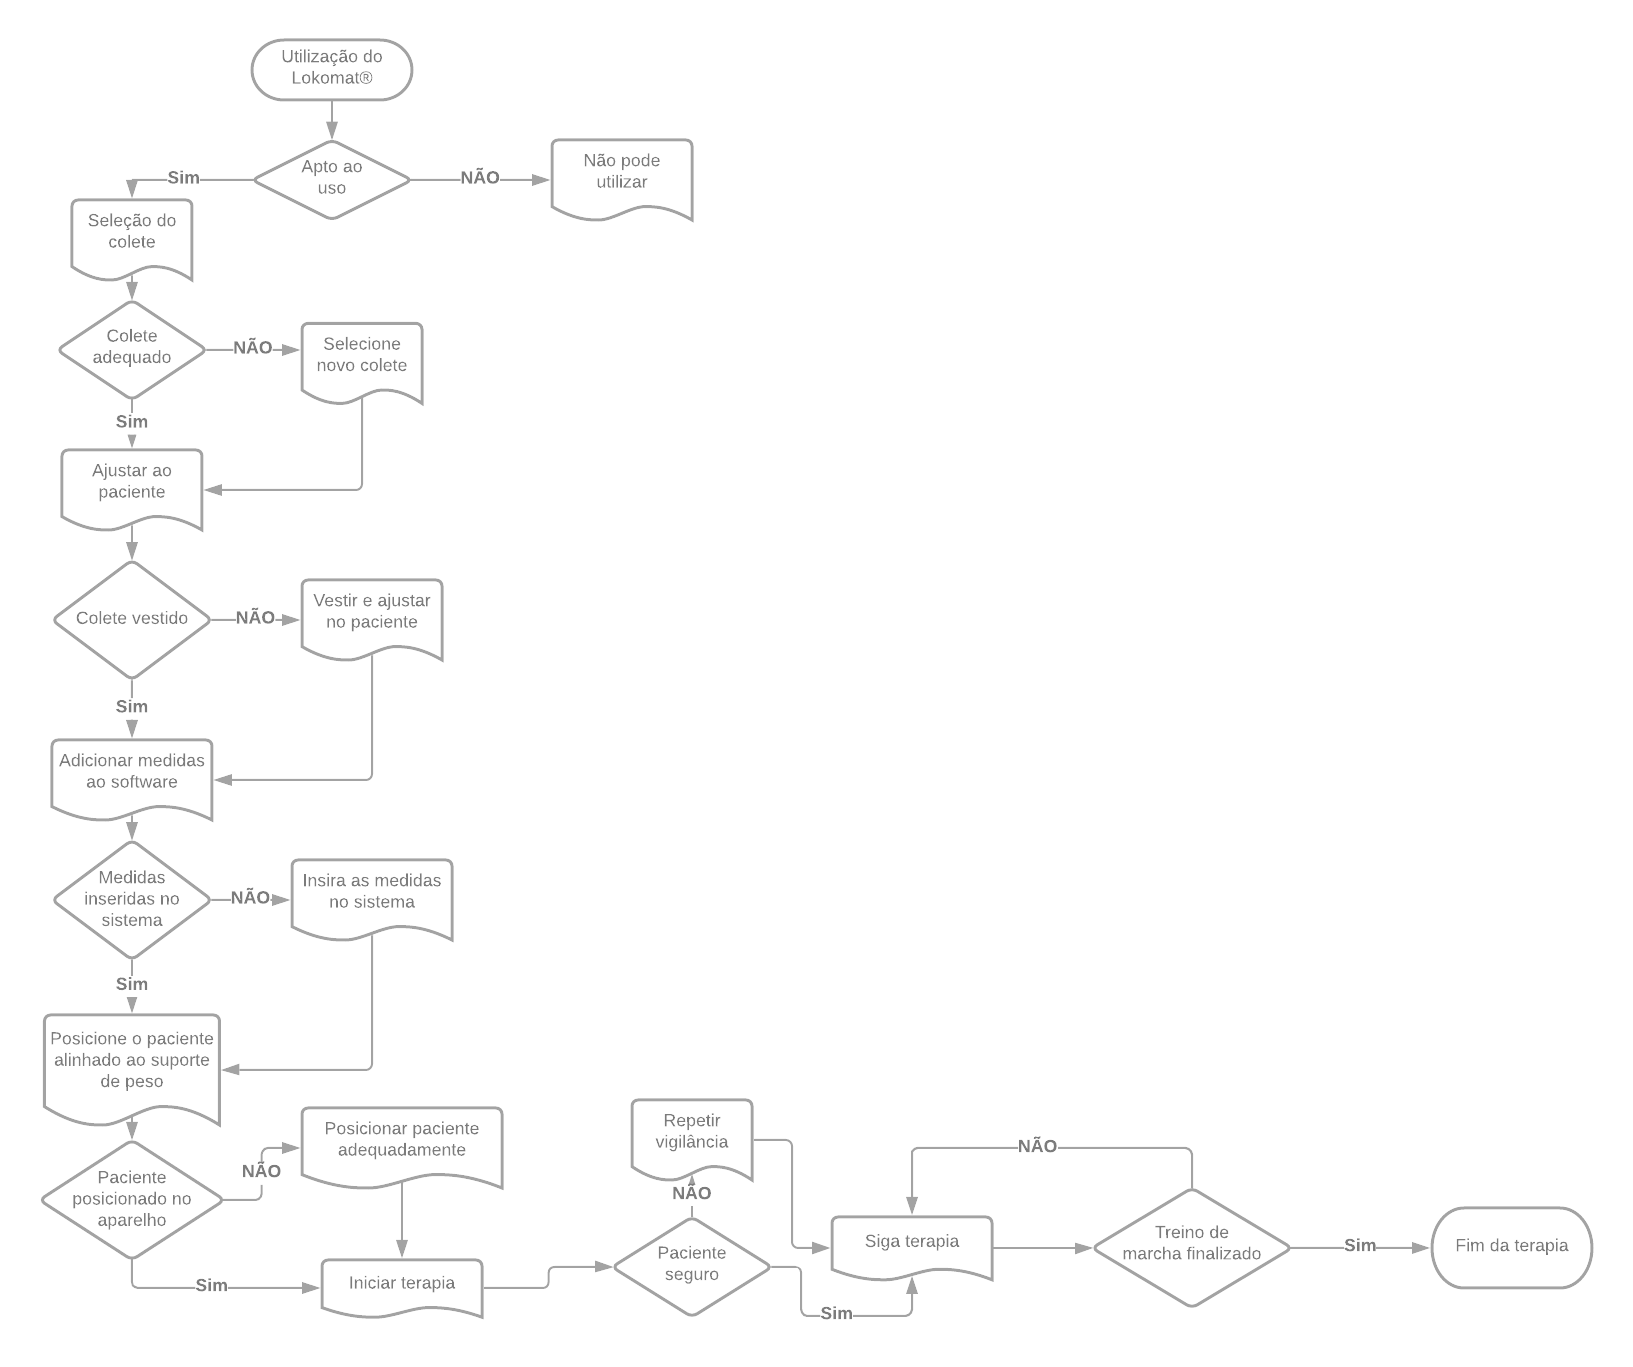 Utilização do
Lokomat®
Apto ao
uso
Sim
NÃO
Não pode
utilizar
Seleção do
colete
Colete
adequado
NÃO
Selecione
novo colete
Sim
Ajustar ao
paciente
Colete vestido
NÃO
Vestir e ajustar
no paciente
Sim
Adicionar medidas
ao software
Medidas
inseridas no
sistema
NÃO
Insira as medidas
no sistema
Sim
Posicione o paciente
alinhado ao suporte
de peso
Paciente
posicionado no
aparelho
NÃO
Posicionar paciente
adequadamente
Sim
Iniciar terapia
Paciente
seguro
NÃO
Repetir
vigilância
Sim
Siga terapia
NÃO
Treino de
marcha finalizado
Sim
Fim da terapia